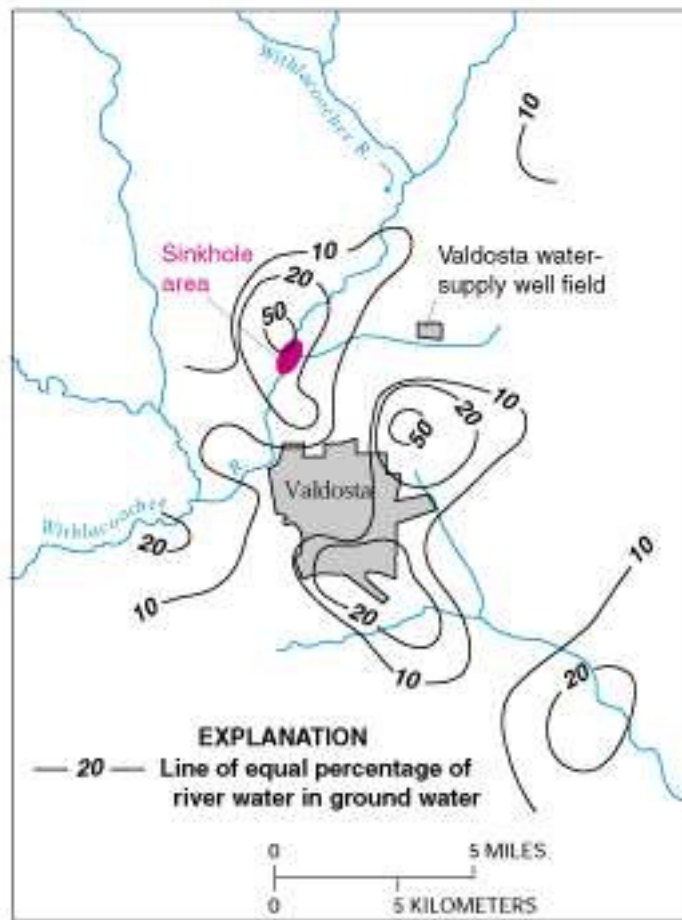 Withlacoochee R.
10
10
Sinkhole
area
20
50
Valdosta water-
supply well field
10
20
50
Valdosta
Withlacoochee R.
20
10
10
20
10
20
EXPLANATION
— 20 — Line of equal percentage of
river water in ground water
0 5 MILES
0 5 KILOMETERS